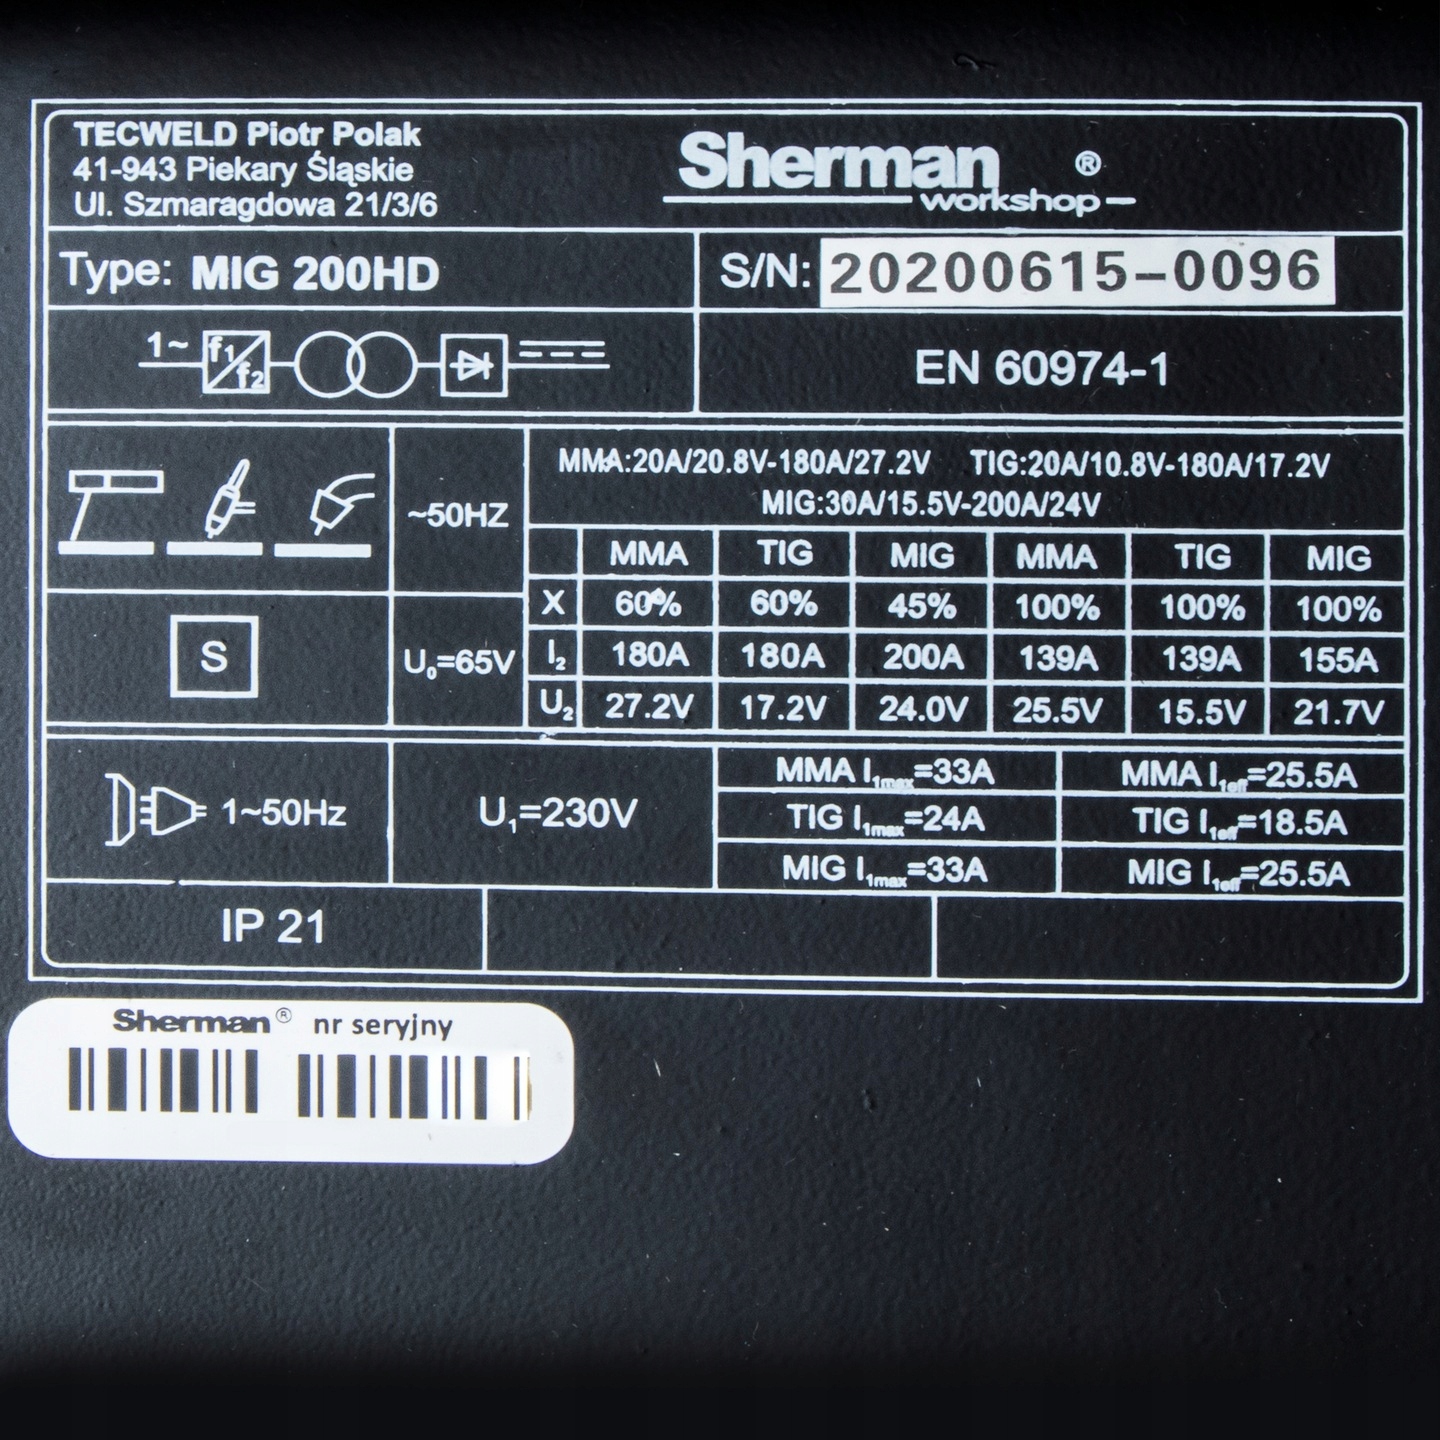 TECWELD Piotr Polak
41-943 Piekary Śląskie
Ul. Szmaragdowa 21/3/6
Sherman ®
workshop
Type: MIG 200HD
S/N: 20200615-0096
1~ f1 f2
EN 60974-1
~50HZ
MMA:20A/20.8V-180A/27.2V TIG:20A/10.8V-180A/17.2V
MIG:30A/15.5V-200A/24V
MMA TIG MIG MMA TIG MIG
X 60% 60% 45% 100% 100% 100%
S
U0=65V
I2 180A 180A 200A 139A 139A 155A
U2 27.2V 17.2V 24.0V 25.5V 15.5V 21.7V
1~50Hz
U1=230V
MMA I1max=33A MMA I1eff=25.5A
TIG I1max=24A TIG I1eff=18.5A
MIG I1max=33A MIG I1eff=25.5A
IP 21
Sherman® nr seryjny